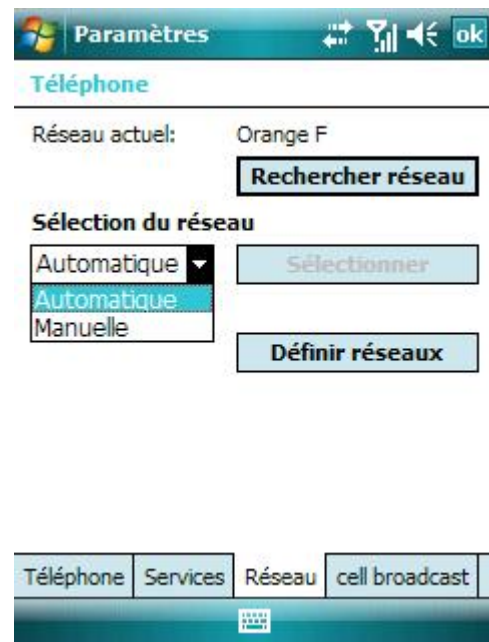 Paramètres ok
Téléphone
Réseau actuel: Orange F
Rechercher réseau
Sélection du réseau
Automatique Sélectionner
Automatique
Manuelle
Définir réseaux
Téléphone Services Réseau cell broadcast